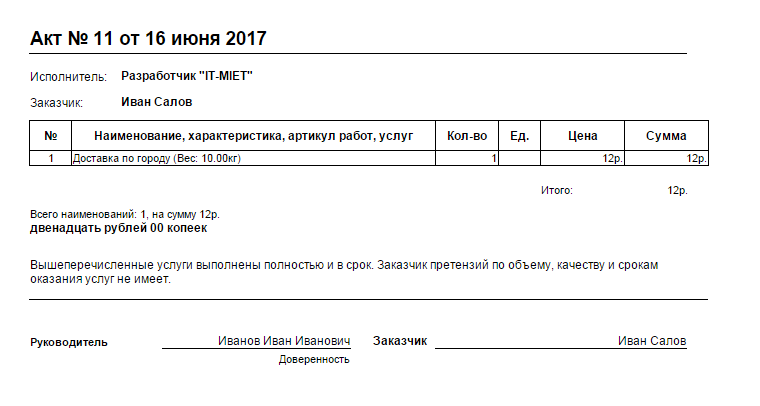 Акт № 11 от 16 июня 2017
Исполнитель: Разработчик "IT-MIET"
Заказчик: Иван Салов
№ Наименование, характеристика, артикул работ, услуг Кол-во Ед. Цена Сумма
1 Доставка по городу (Вес: 10.00кг) 1 12р. 12р.
Итого: 12р.
Всего наименований: 1, на сумму 12р.
двенадцать рублей 00 копеек
Вышеперечисленные услуги выполнены полностью и в срок. Заказчик претензий по объему, качеству и срокам
оказания услуг не имеет.
Руководитель Иванов Иван Иванович Заказчик Иван Салов
Доверенность